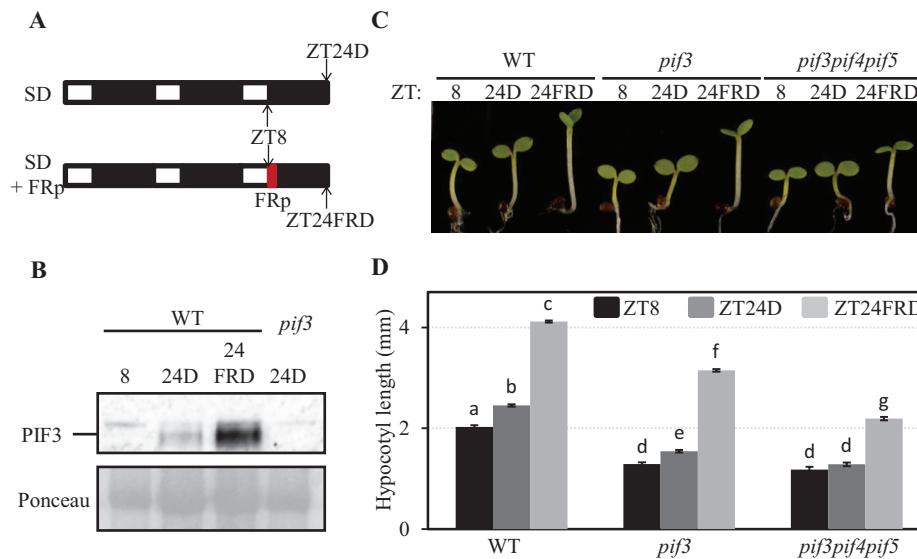 A
ZT24D
SD
ZT8
SD
+ FRp
FRp
ZT24FRD
B
WT
pif3
8
24D
24
FRD
24D
PIF3
Ponceau
C
WT
pif3
pif3pif4pif5
ZT:
8
24D
24FRD
8
24D
24FRD
8
24D
24FRD
D
ZT8
ZT24D
ZT24FRD
Hypocotyl length (mm)
4
2
0
a
b
c
d
e
f
d
d
g
WT
pif3
pif3pif4pif5